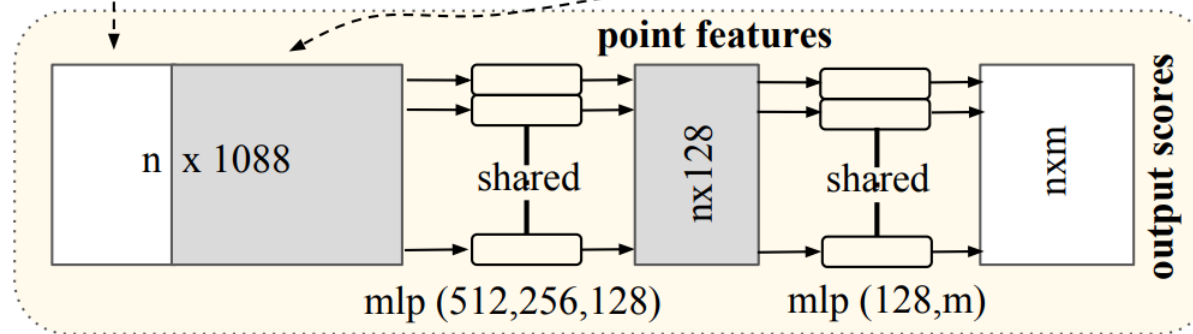 point features
n x 1088
shared
nx128
shared
nxm
output scores
mlp (512,256,128)
mlp (128,m)